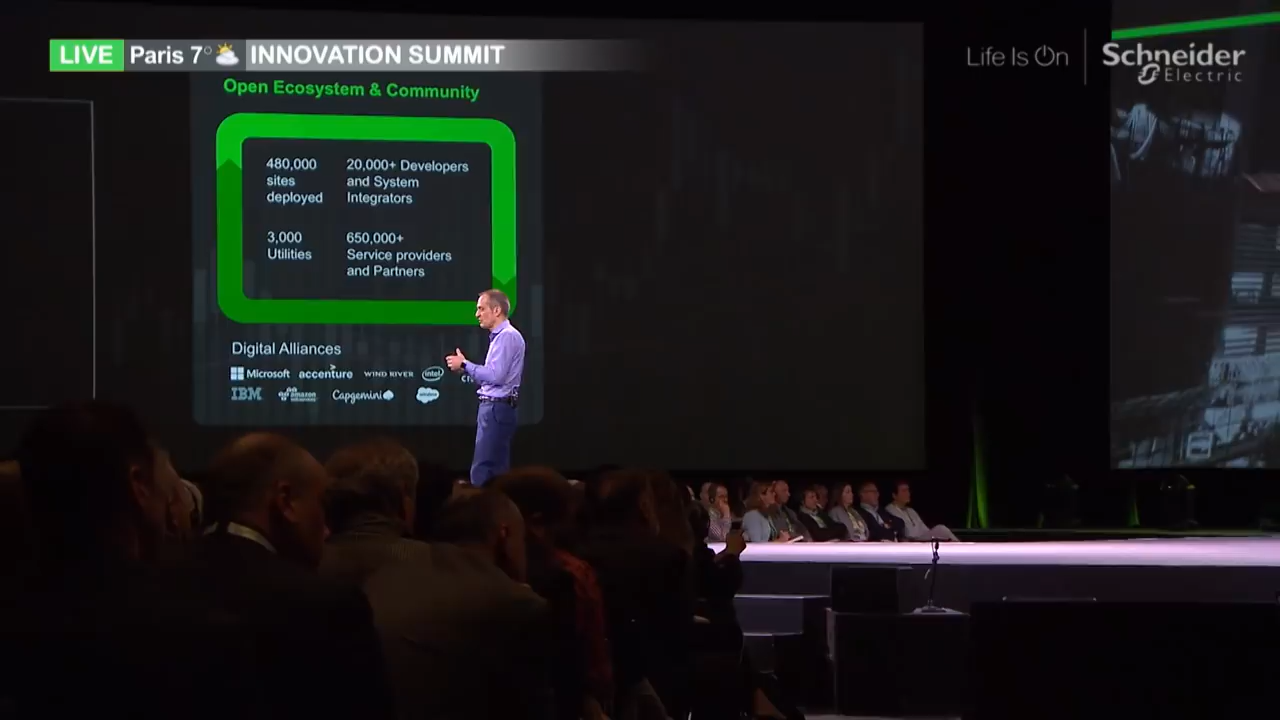 LIVE Paris 7° INNOVATION SUMMIT
Life Is On
Schneider
Electric
Open Ecosystem & Community
480,000
sites
deployed
20,000+ Developers
and System
Integrators
3,000
Utilities
650,000+
Service providers
and Partners
Digital Alliances
Microsoft accenture WIND RIVER intel
IBM amazon Capgemini salesforce